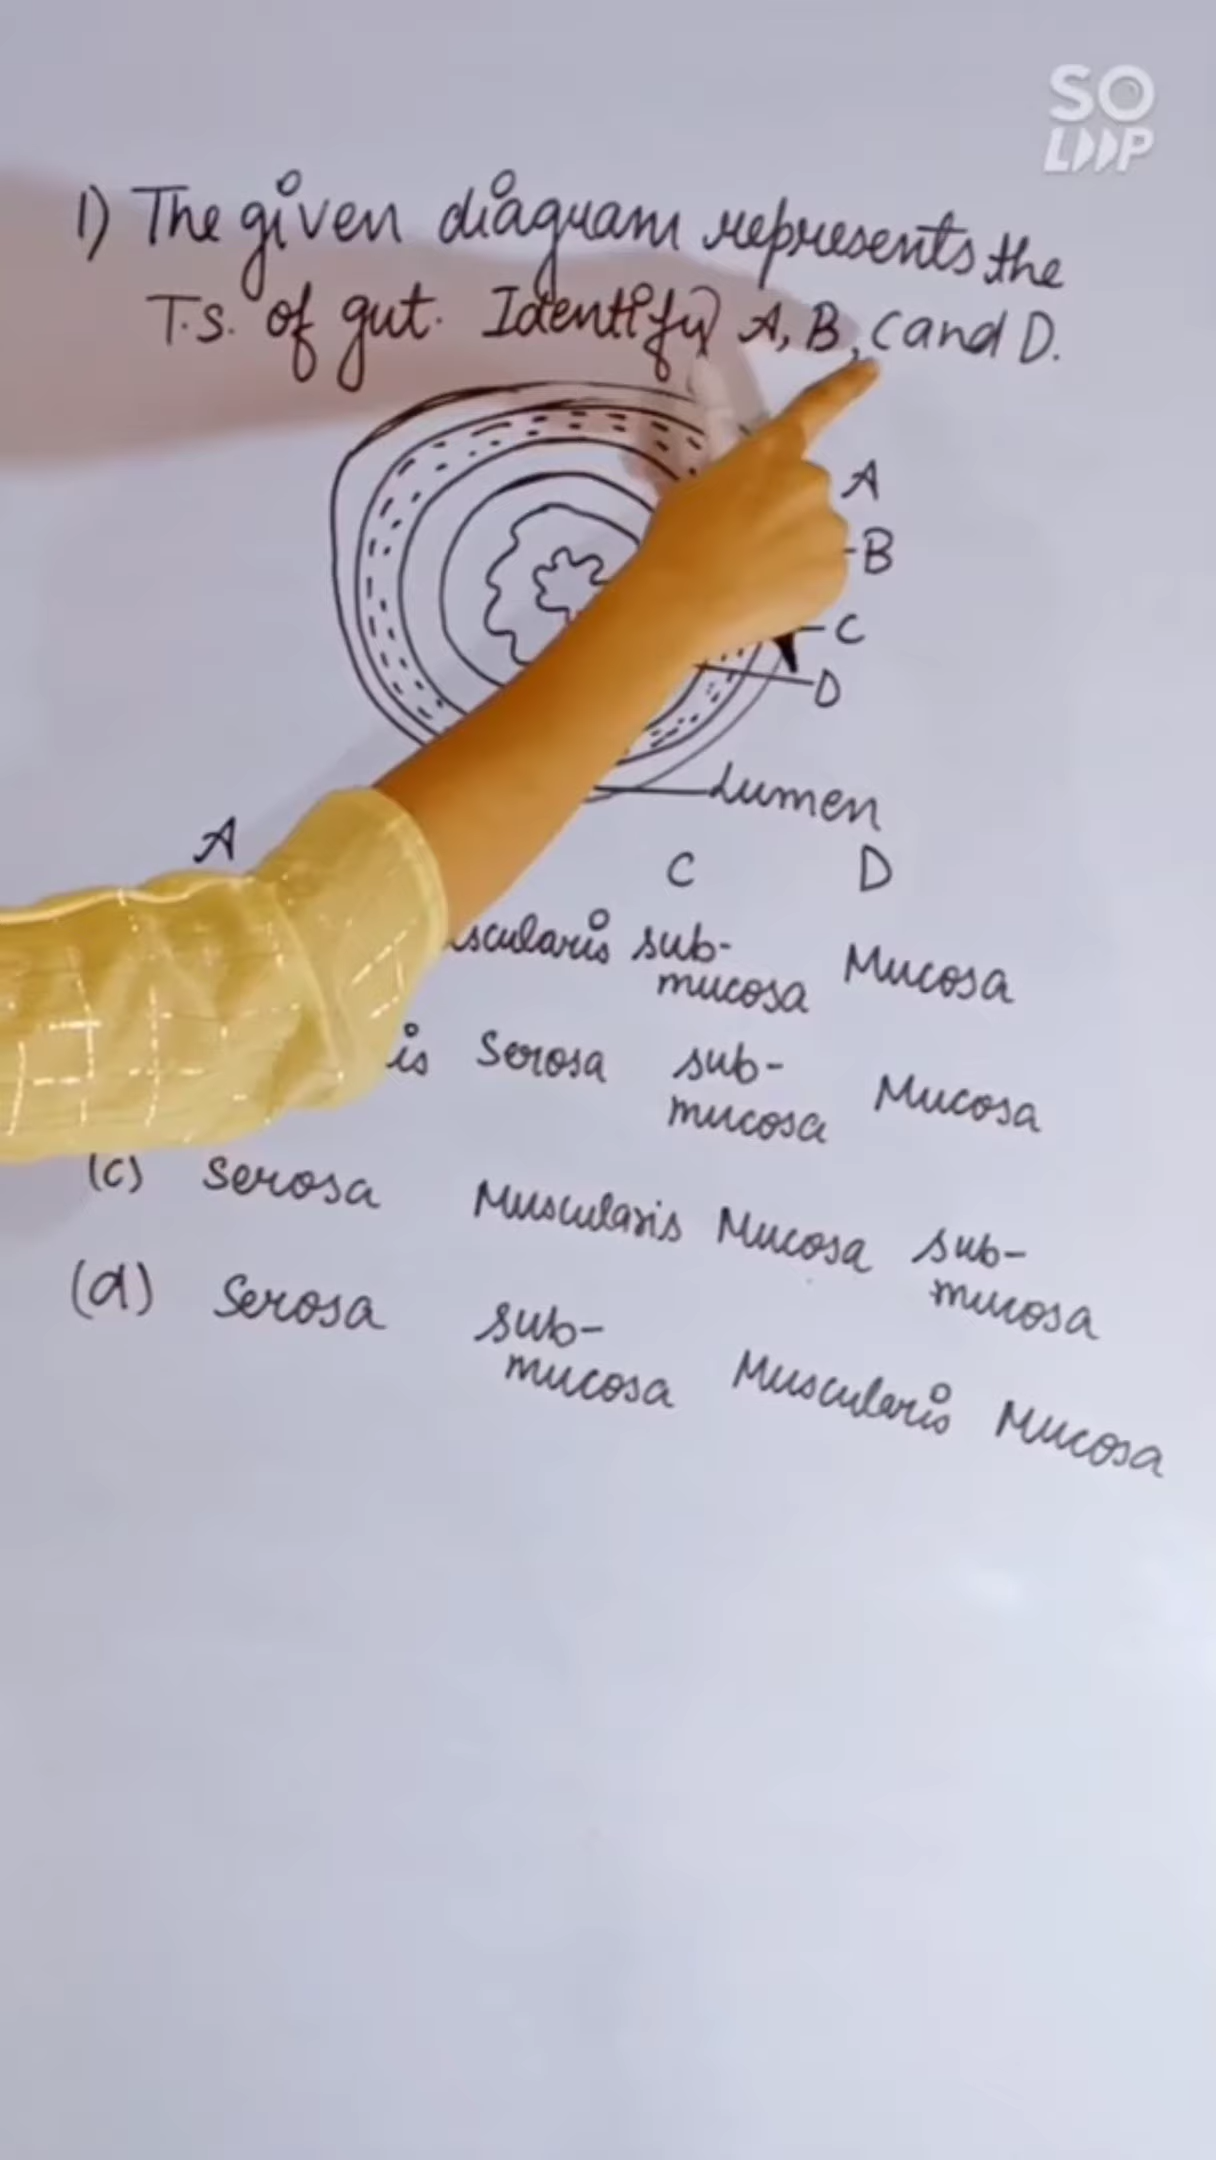 SO
LOOP
1) The given diagram represents the
T.s. of gut. Identify A, B, C and D.
A
B
C
D
Lumen
A C D
sub- Mucosa
mucosa
Serosa sub- Mucosa
mucosa
(c) Serosa Muscularis Mucosa sub-
mucosa
(d) Serosa sub- Muscularis Mucosa
mucosa